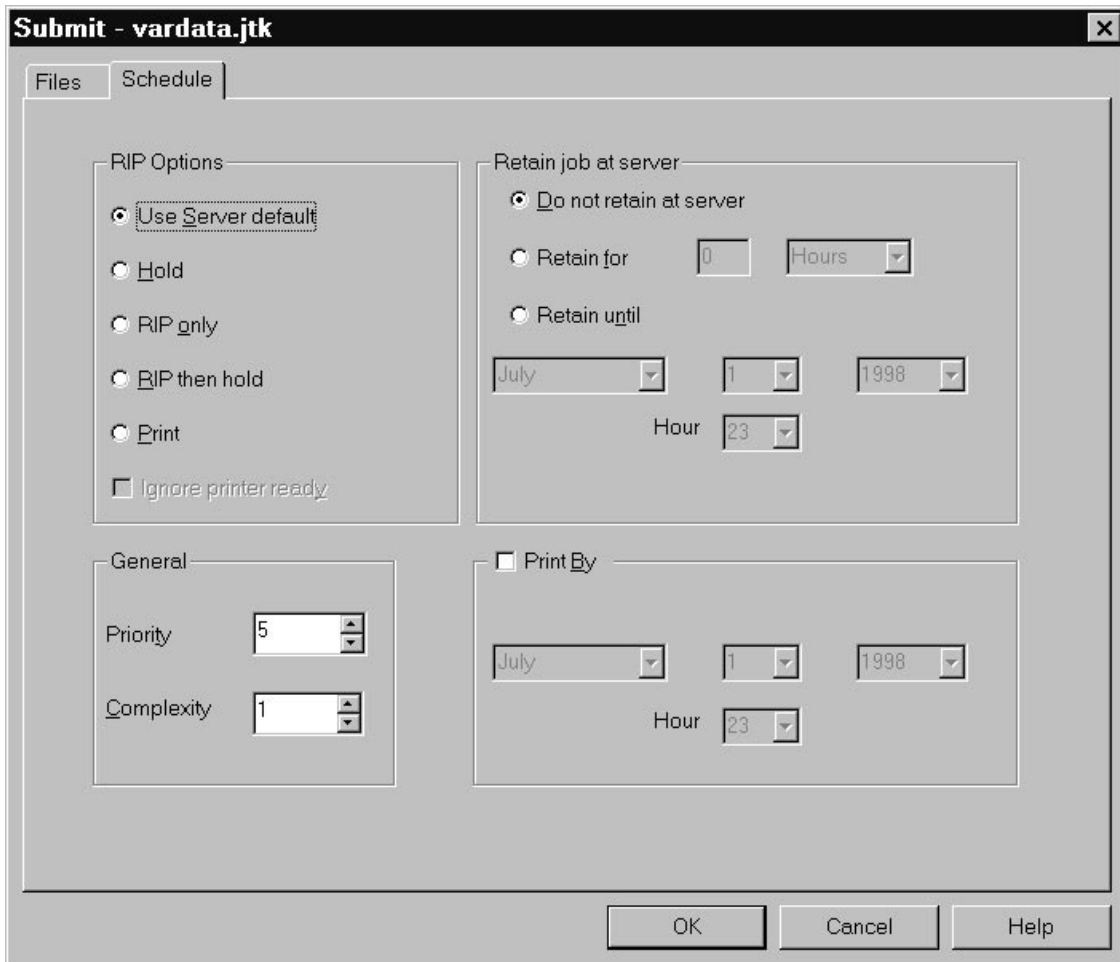 Submit - vardata.jtk
Files
Schedule
RIP Options
Use Server default
Hold
RIP only
RIP then hold
Print
Ignore printer ready
Retain job at server
Do not retain at server
Retain for 0 Hours
Retain until
July 1 1998
Hour 23
General
Priority 5
Complexity 1
Print By
July 1 1998
Hour 23
OK Cancel Help